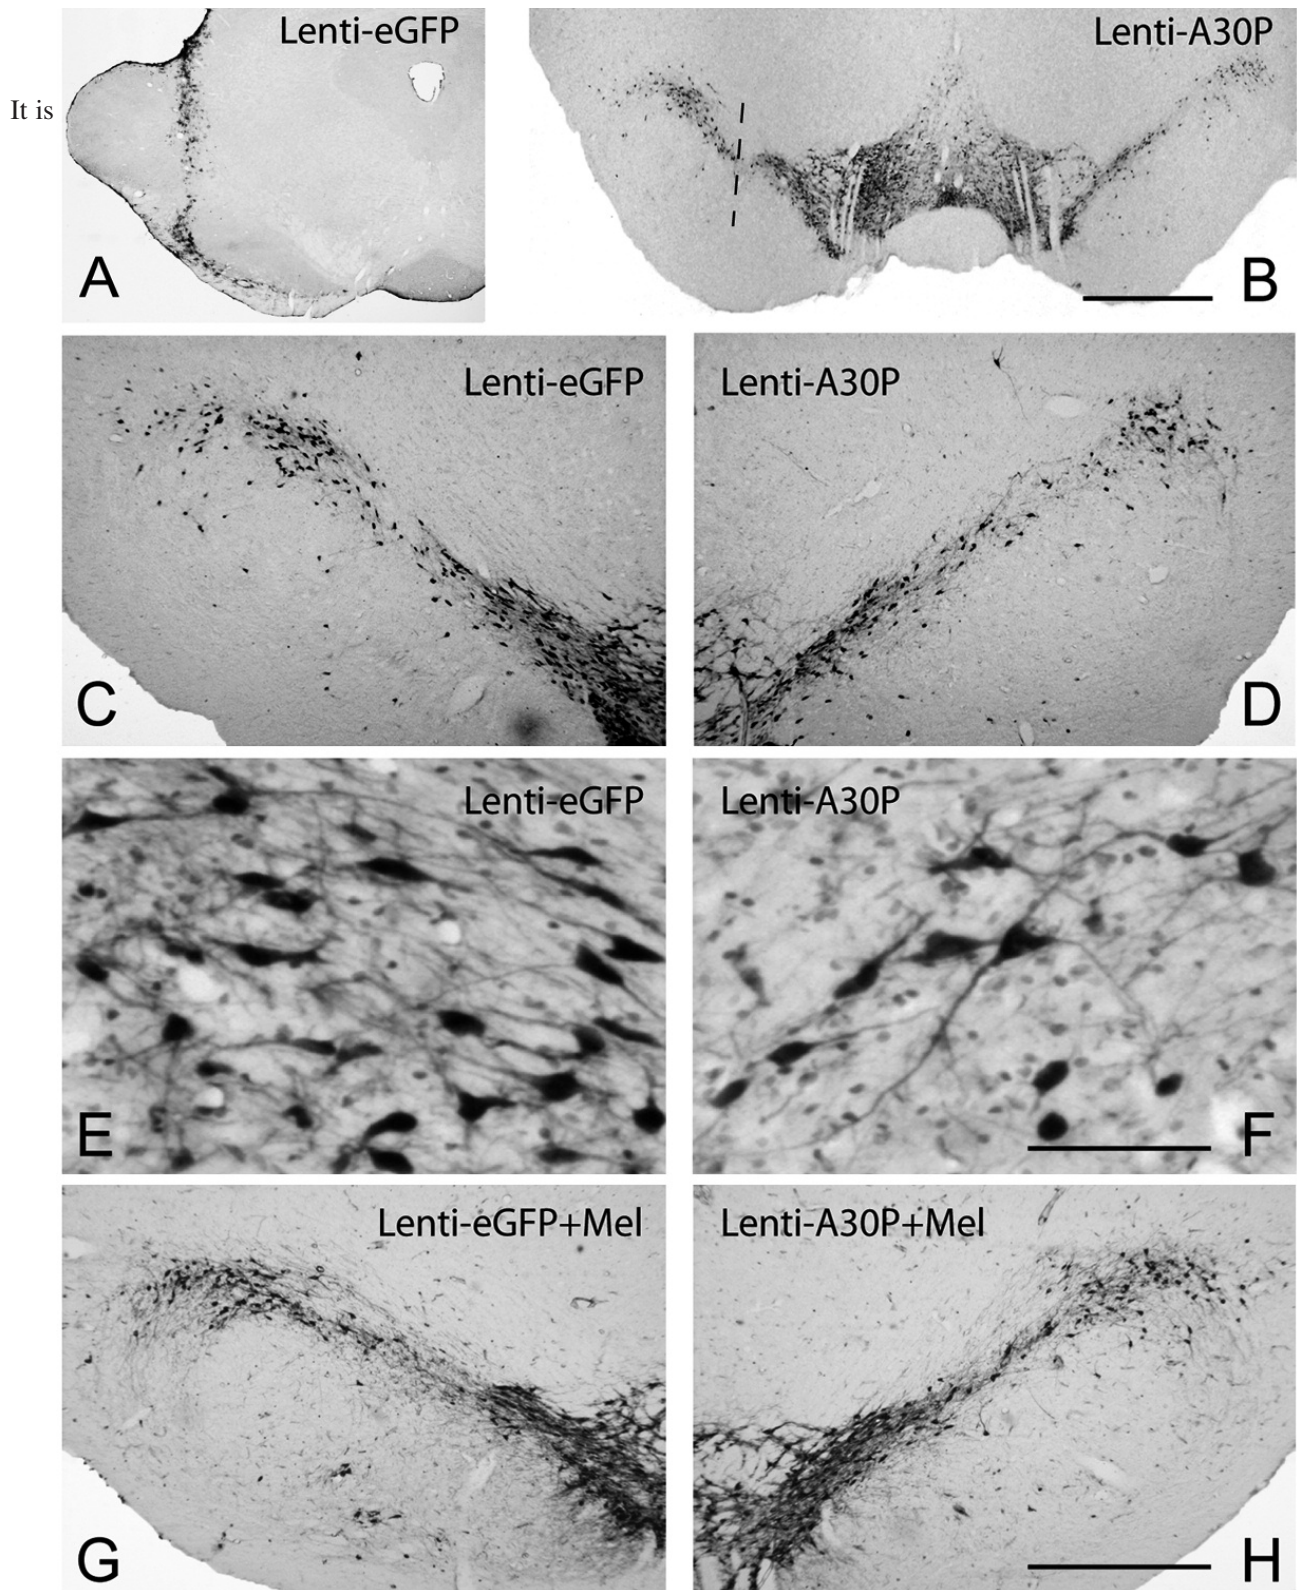 Lenti-eGFP
Lenti-A30P
It is
A
B
Lenti-eGFP
Lenti-A30P
C
D
Lenti-eGFP
Lenti-A30P
E
F
Lenti-eGFP+Mel
Lenti-A30P+Mel
G
H